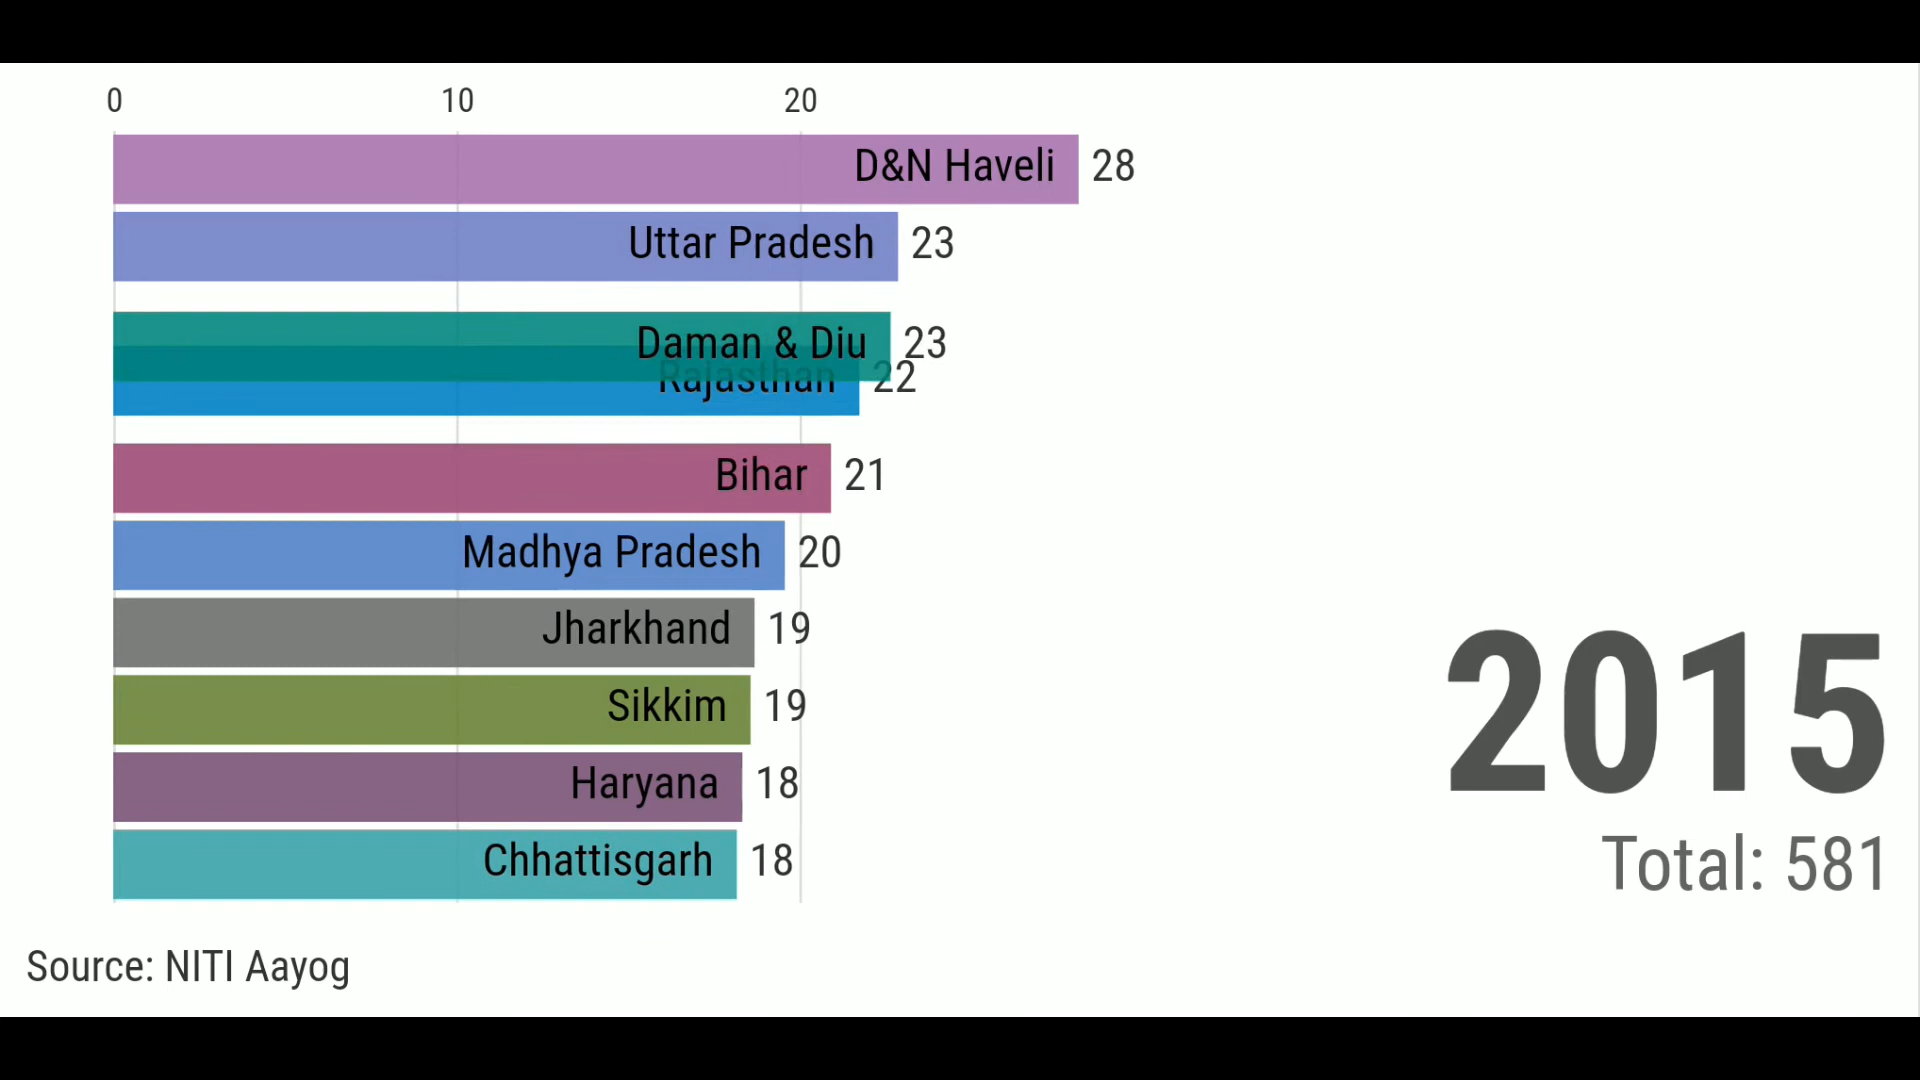 0 10 20
D&N Haveli 28
Uttar Pradesh 23
Daman & Diu 23
Rajasthan 22
Bihar 21
Madhya Pradesh 20
Jharkhand 19
Sikkim 19
Haryana 18
Chhattisgarh 18
2015
Total: 581
Source: NITI Aayog